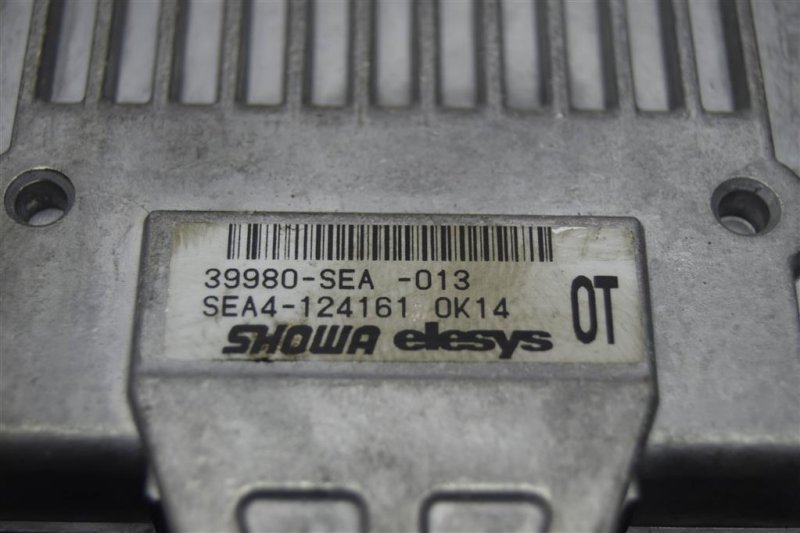 39980-SEA -013
SEA4-124161 0K14
SHOWA elesys
0T